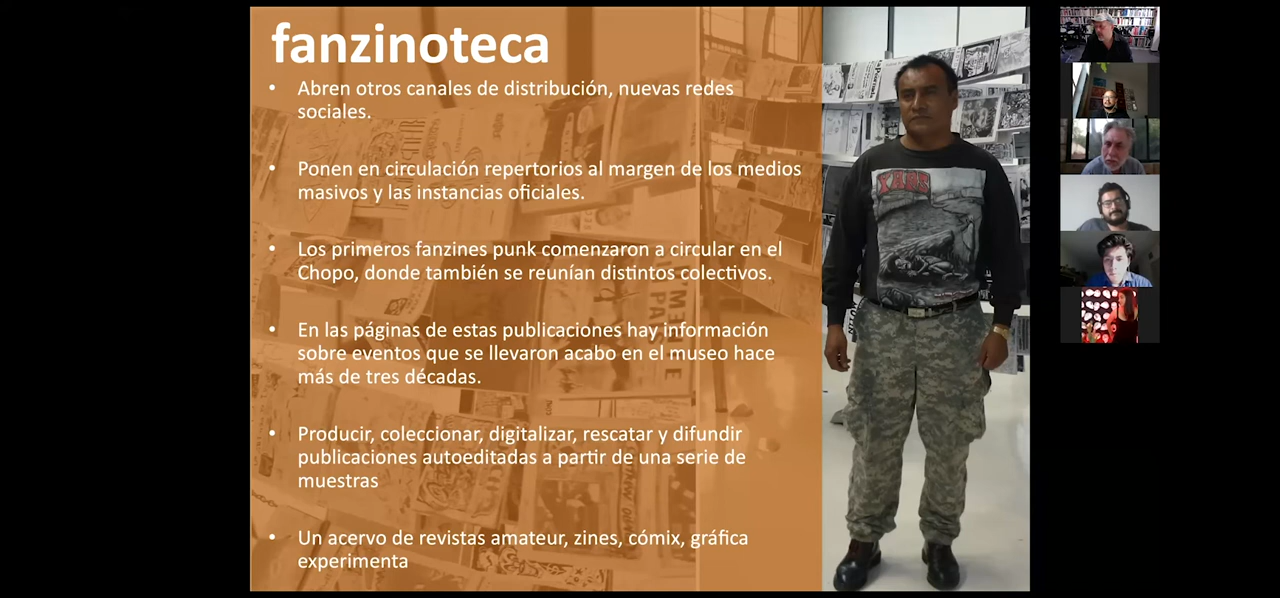 fanzinoteca
• Abren otros canales de distribución, nuevas redes
sociales.
• Ponen en circulación repertorios al margen de los medios
masivos y las instancias oficiales.
• Los primeros fanzines punk comenzaron a circular en el
Chopo, donde también se reunían distintos colectivos.
• En las páginas de estas publicaciones hay información
sobre eventos que se llevaron acabo en el museo hace
más de tres décadas.
• Producir, coleccionar, digitalizar, rescatar y difundir
publicaciones autoeditadas a partir de una serie de
muestras
• Un acervo de revistas amateur, zines, cómix, gráfica
experimenta